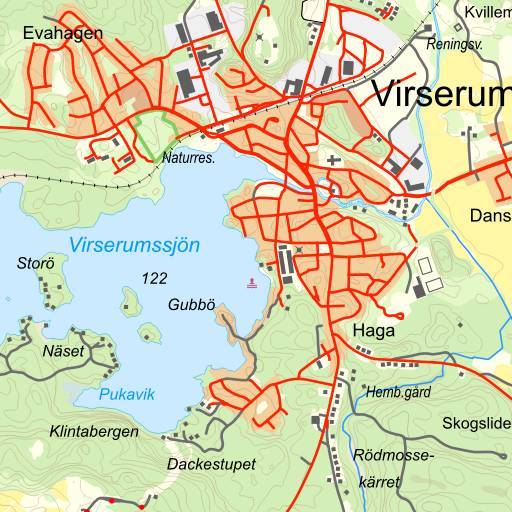 Kvillem
Evahagen
Reningsv.
Virserum
Naturres.
Dans
Virserumssjön
Storö
122
Gubbö
Haga
Näset
Pukavik
Hemb.gård
Skogslide
Klintabergen
Dackestupet
Rödmosse-
kärret